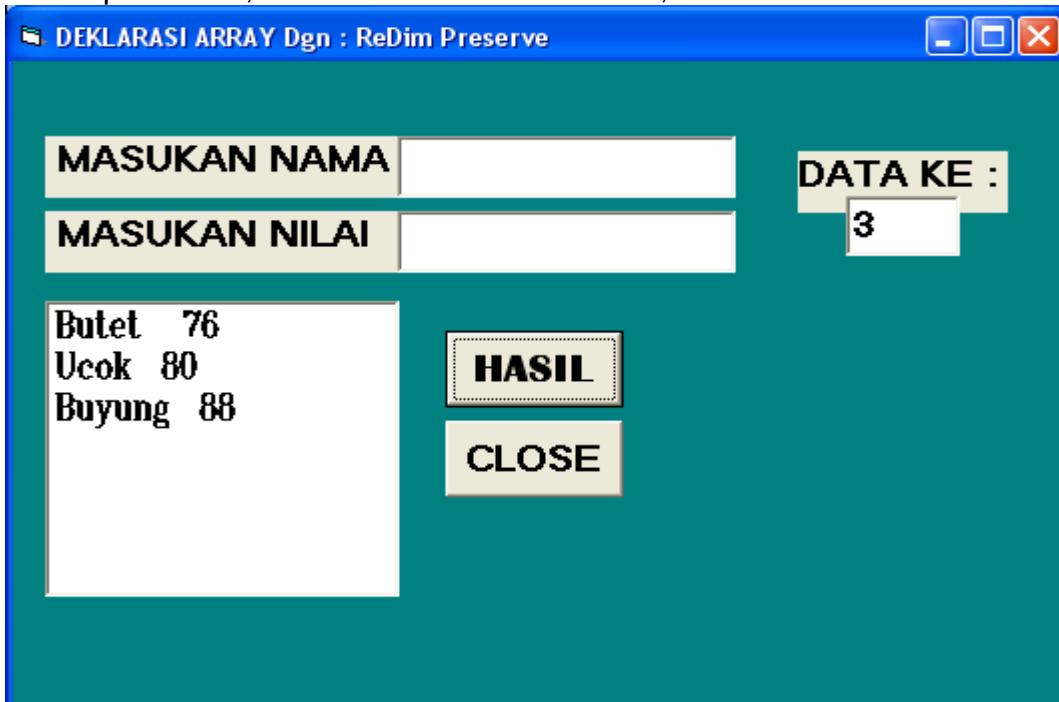 DEKLARASI ARRAY Dgn : ReDim Preserve
MASUKAN NAMA
DATA KE :
MASUKAN NILAI
3
Butet 76
Ucok 80
Buyung 88
HASIL
CLOSE